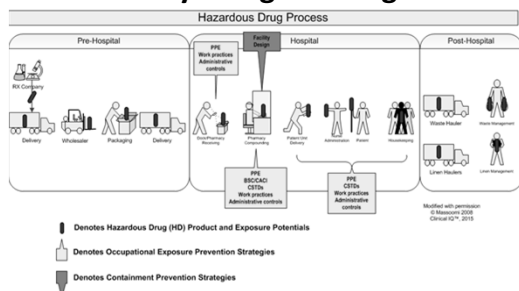 Hazardous Drug Process
Pre-Hospital
Facility
Design
Hospital
Post-Hospital
PPE
Work practices
Administrative
controls
RX Company
Delivery
Wholesaler
Packaging
Delivery
Receiving
Pharmacy
Compounding
Patient Unit
Delivery
Administration
Patient
Housekeeping
Waste Hauler
Waste Management
Linen Haulers
Linen Management
PPE
BSC/CACI
CSTDs
Work practices
Administrative controls
PPE
CSTDs
Work practices
Administrative
controls
Modified with permission
© Massoomi 2008
Clinical IQ™, 2015
Denotes Hazardous Drug (HD) Product and Exposure Potentials
Denotes Occupational Exposure Prevention Strategies
Denotes Containment Prevention Strategies